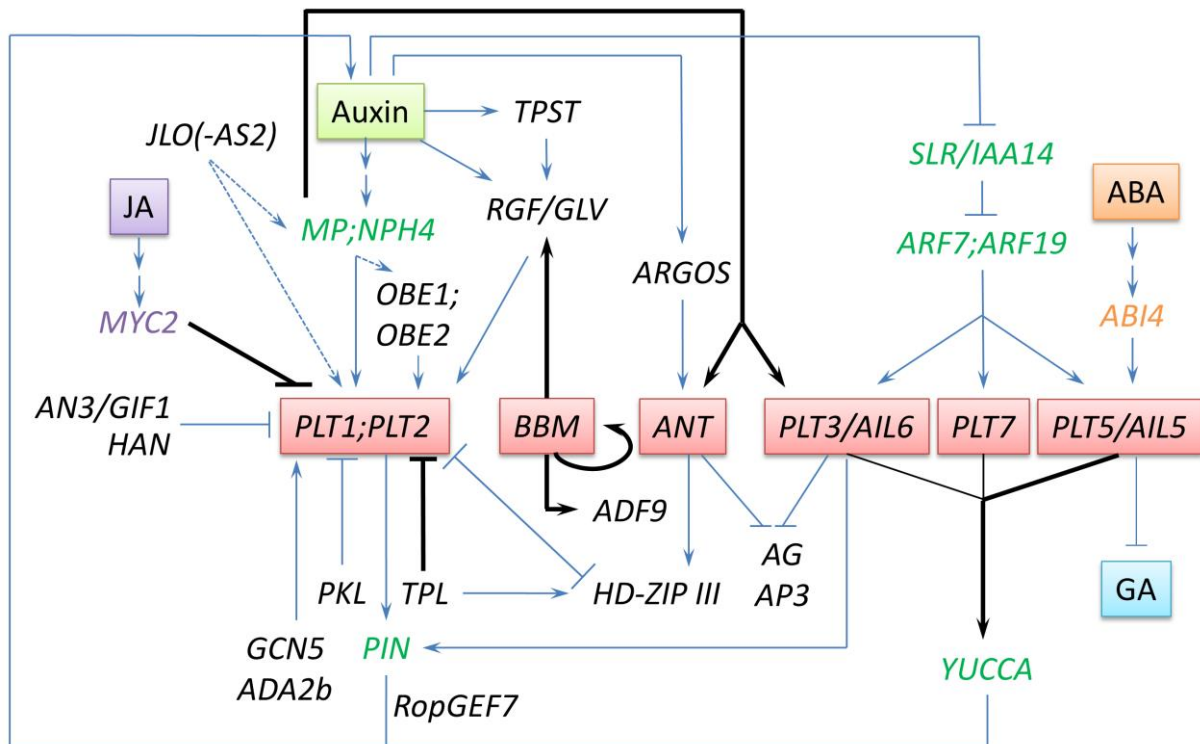 Auxin
TPST
JLO(-AS2)
SLR/IAA14
JA
ABA
RGF/GLV
MP;NPH4
ARF7;ARF19
ARGOS
OBE1;
OBE2
MYC2
ABI4
AN3/GIF1
HAN
PLT1;PLT2
BBM
ANT
PLT3/AIL6
PLT7
PLT5/AIL5
ADF9
AG
AP3
PKL
TPL
HD-ZIP III
GA
GCN5
ADA2b
PIN
YUCCA
RopGEF7